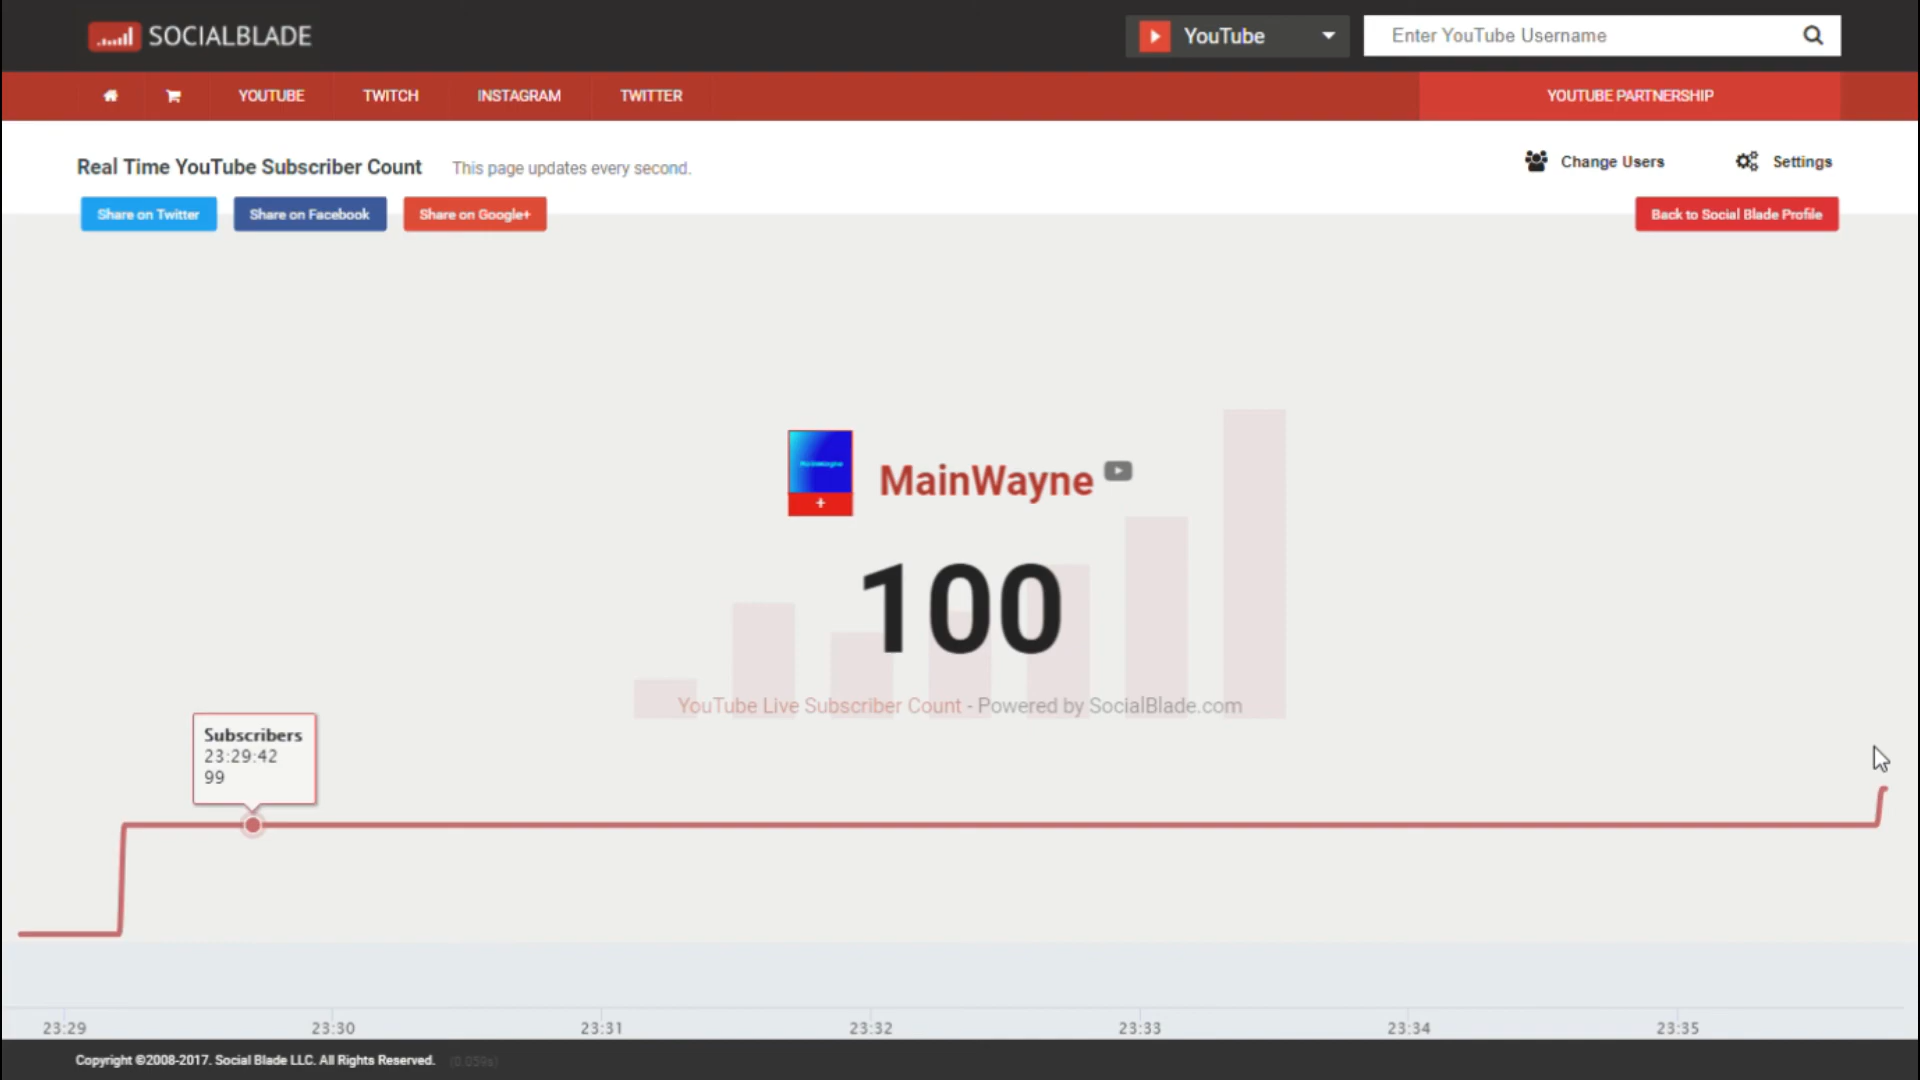 SOCIALBLADE
YouTube
Enter YouTube Username
YOUTUBE
TWITCH
INSTAGRAM
TWITTER
YOUTUBE PARTNERSHIP
Real Time YouTube Subscriber Count
This page updates every second.
Change Users
Settings
Share on Twitter
Share on Facebook
Share on Google+
Back to Social Blade Profile
+
MainWayne
100
YouTube Live Subscriber Count - Powered by SocialBlade.com
Subscribers
23:29:42
99
23:29
23:30
23:31
23:32
23:33
23:34
23:35
Copyright ©2008-2017. Social Blade LLC. All Rights Reserved.
(0.059s)